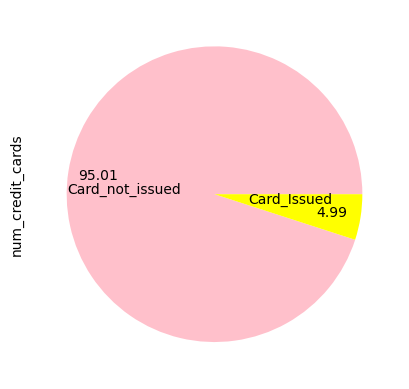 num_credit_cards
95.01
Card_not_issued
Card_Issued
4.99